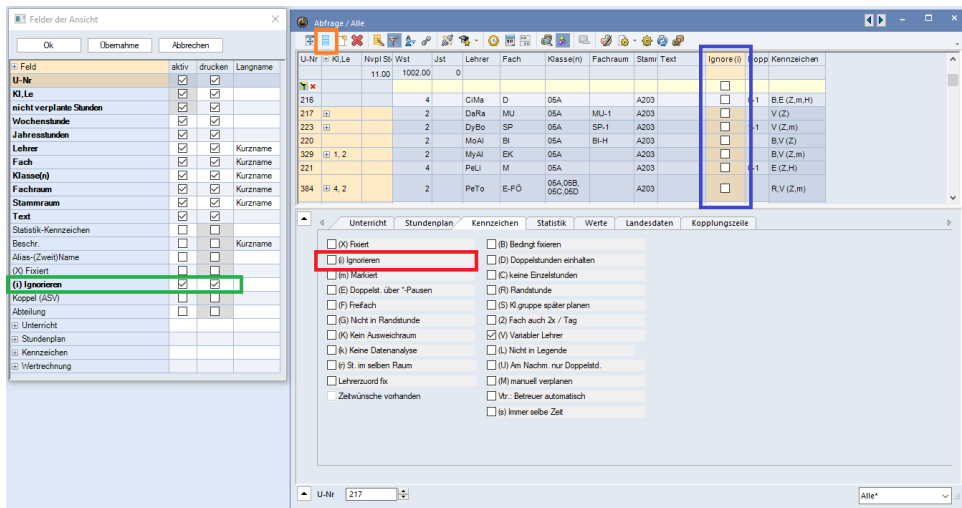 Felder der Ansicht
Ok Übernahme Abbrechen
Feld aktiv drucken Langname
U-Nr
Kl,Le
nicht verplante Stunden
Wochenstunde
Jahresstunden
Lehrer Kurzname
Fach Kurzname
Klasse(n) Kurzname
Fachraum Kurzname
Stammraum Kurzname
Text
Statistik-Kennzeichen
Beschr. Kurzname
Alias-(Zweit)Name
(X) Fixiert
(i) Ignorieren
Koppel (ASV)
Abteilung
Unterricht
Stundenplan
Kennzeichen
Wertrechnung
Abfrage / Alle
U-Nr Kl,Le Nvpl Ste Wst Jst Lehrer Fach Klasse(n) Fachraum Stamr Text Ignore (i) Dopp Kennzeichen
11.00 1002.00 0
216 4 CiMa D 05A A203 -1 B,E (Z,m,H)
217 2 DaRa MU 05A MU-1 A203 V (Z)
223 2 DyBo SP 05A SP-1 A203 -1 V (Z,m)
220 2 MoAl BI 05A BI-H A203 B,V (Z)
329 1, 2 2 MyAl EK 05A A203 B,V (Z,m)
221 4 PeLi M 05A A203 -1 E (Z,H)
384 4, 2 2 PeTo E-FÖ 05A,05B, 05C,05D A203 R,V (Z,m)
Unterricht Stundenplan Kennzeichen Statistik Werte Landesdaten Kopplungszeile
(X) Fixiert (B) Bedingt fixieren
(i) Ignorieren (D) Doppelstunden einhalten
(m) Markiert (C) keine Einzelstunden
(E) Doppelst. über *-Pausen (R) Randstunde
(F) Freifach (S) Kl.gruppe später planen
(G) Nicht in Randstunde (2) Fach auch 2x / Tag
(K) Kein Ausweichraum (V) Variabler Lehrer
(k) Keine Datenanalyse (L) Nicht in Legende
(r) St. im selben Raum (U) Am Nachm. nur Doppelstd.
Lehrerzuord fix (M) manuell verplanen
Zeitwünsche vorhanden Vtr.: Betreuer automatisch
(s) Immer selbe Zeit
U-Nr 217 Alle*